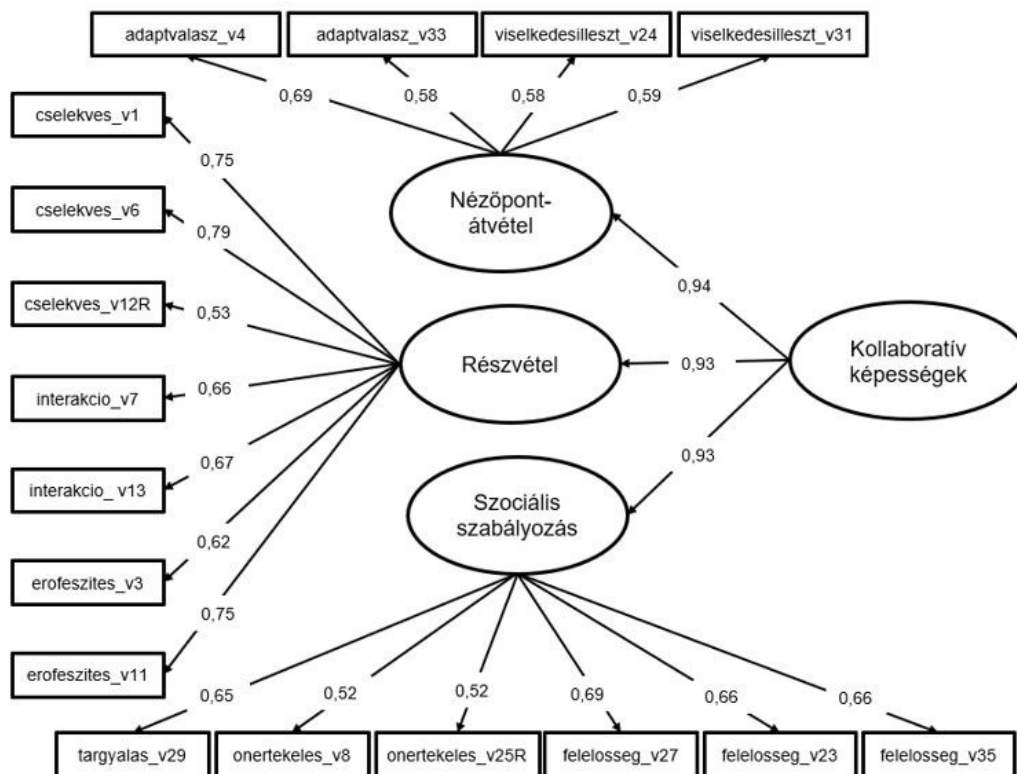 adaptvalasz_v4
adaptvalasz_v33
viselkedesilleszt_v24
viselkedesilleszt_v31
0,69
0,58
0,58
0,59
cselekves_v1
0,75
cselekves_v6
0,79
cselekves_v12R
0,53
interakcio_v7
0,66
interakcio_ v13
0,67
erofeszites_v3
0,62
erofeszites_v11
0,75
Nézőpont-
átvétel
0,94
Részvétel
0,93
Kollaboratív
képességek
0,93
Szociális
szabályozás
0,65
0,52
0,52
0,69
0,66
0,66
targyalas_v29
onertekeles_v8
onertekeles_v25R
felelosseg_v27
felelosseg_v23
felelosseg_v35